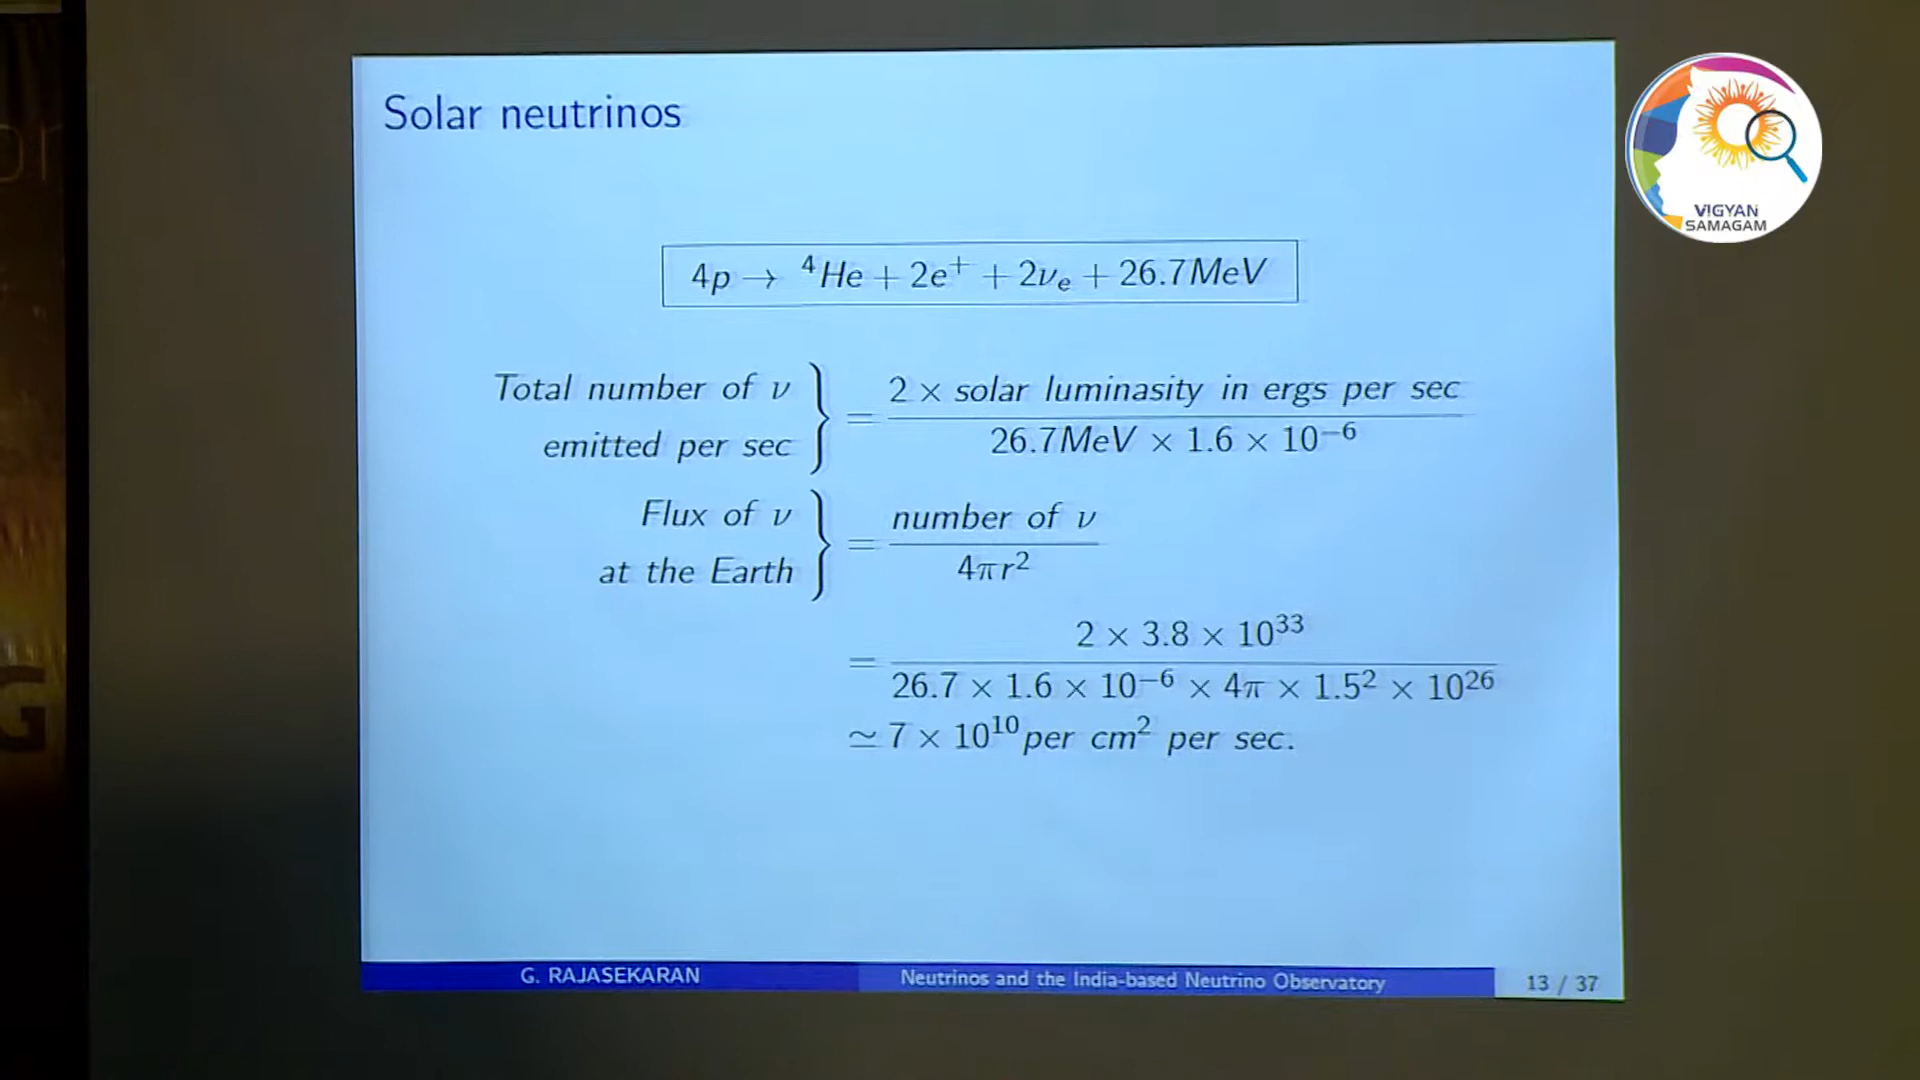 Solar neutrinos
VIGYAN
SAMAGAM
4p → ⁴He + 2e⁺ + 2νₑ + 26.7MeV
Total number of ν
emitted per sec } = 2 × solar luminasity in ergs per sec
26.7MeV × 1.6 × 10⁻⁶
Flux of ν
at the Earth } = number of ν
4πr²
= 2 × 3.8 × 10³³
26.7 × 1.6 × 10⁻⁶ × 4π × 1.5² × 10²⁶
≃ 7 × 10¹⁰ per cm² per sec.
G. RAJASEKARAN
Neutrinos and the India-based Neutrino Observatory
13 / 37